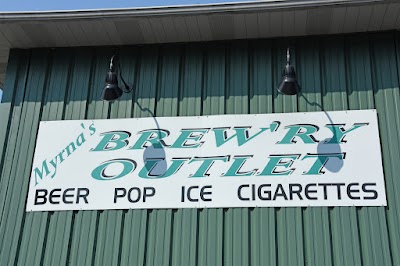 Myrna's
BREW'RY
OUTLET
BEER POP ICE CIGARETTES